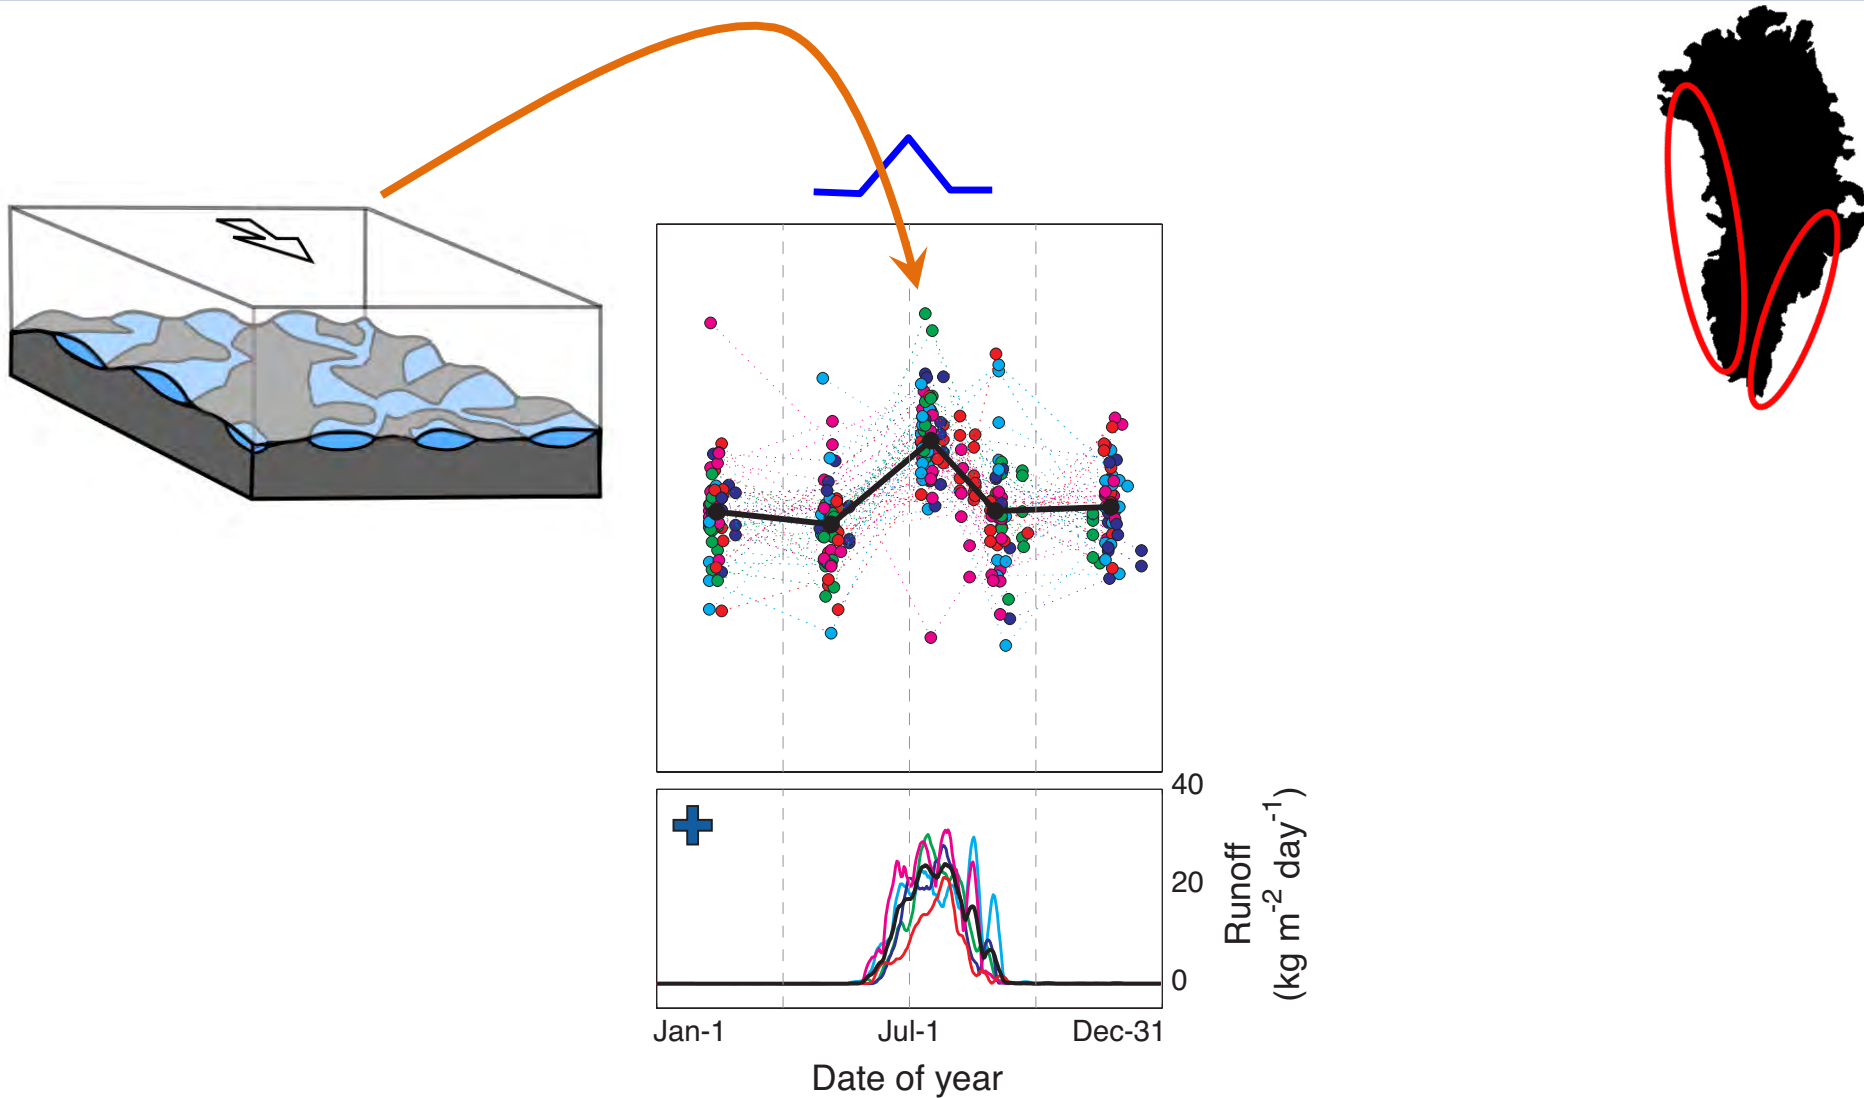 40
20
0
Runoff
(kg m⁻² day⁻¹)
Jan-1
Jul-1
Dec-31
Date of year